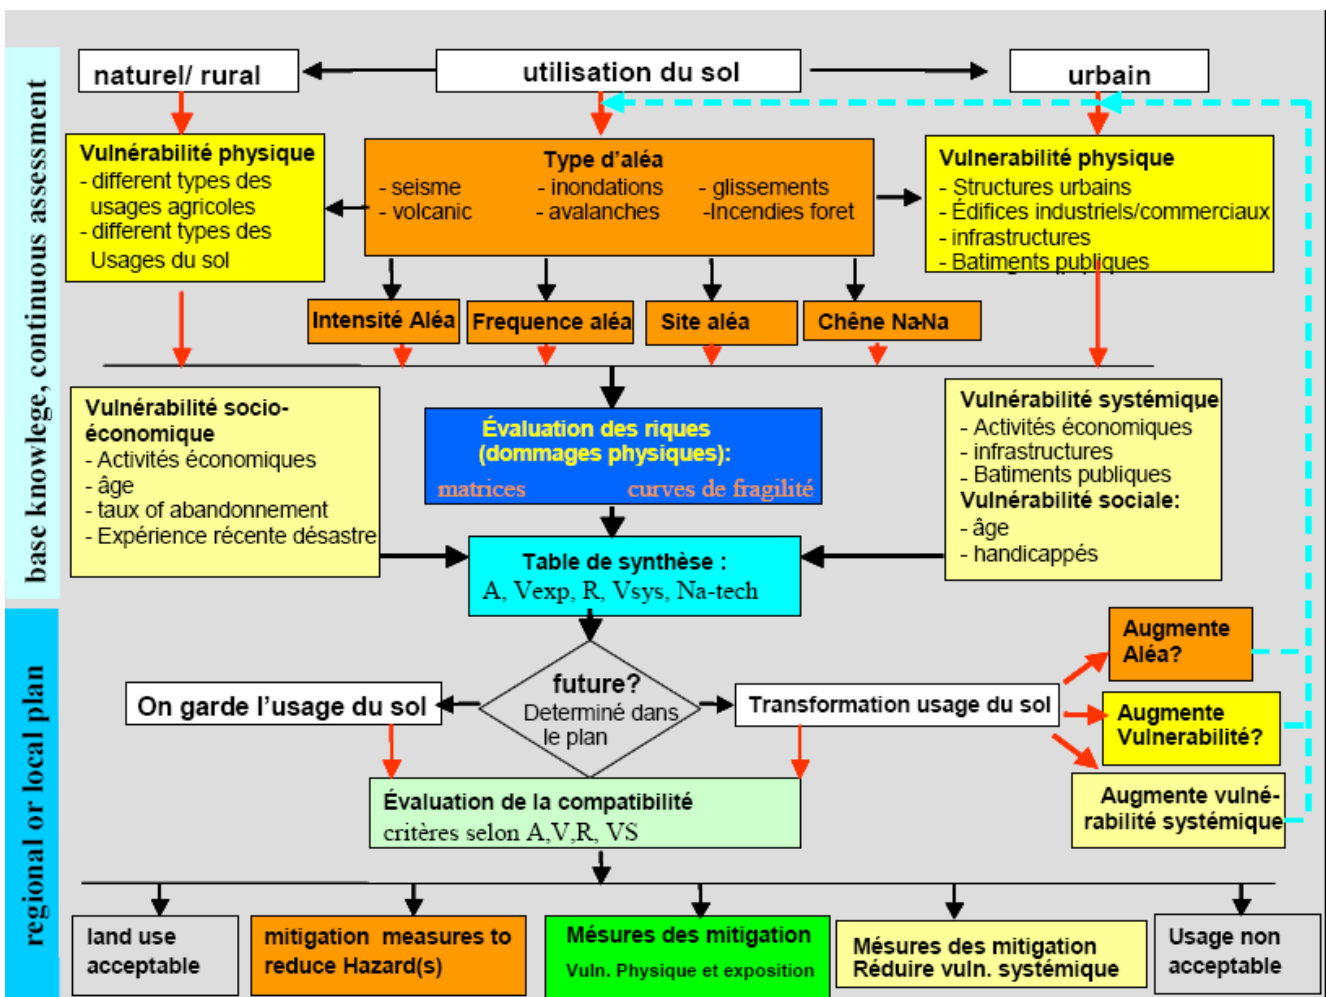 base knowlege, continuous assessment
regional or local plan
naturel/ rural
utilisation du sol
urbain
Vulnérabilité physique
- different types des
usages agricoles
- different types des
Usages du sol
Type d'aléa
- seisme
- inondations
- glissements
- volcanic
- avalanches
-Incendies foret
Vulnerabilité physique
- Structures urbains
- Édifices industriels/commerciaux
- infrastructures
- Batiments publiques
Intensité Aléa
Frequence aléa
Site aléa
Chêne Na-Na
Vulnérabilité socio-
économique
- Activités économiques
- âge
- taux of abandonnement
- Expérience récente désastre
Évaluation des riques
(dommages physiques):
matrices
curves de fragilité
Vulnérabilité systémique
- Activités économiques
- infrastructures
- Batiments publiques
Vulnérabilité sociale:
- âge
- handicappés
Table de synthèse :
A, Vexp, R, Vsys, Na-tech
future?
Determiné dans
le plan
On garde l'usage du sol
Transformation usage du sol
Augmente
Aléa?
Augmente
Vulnerabilité?
Augmente vulné-
rabilité systémique
Évaluation de la compatibilité
critères selon A,V,R, VS
land use
acceptable
mitigation measures to
reduce Hazard(s)
Mésures des mitigation
Vuln. Physique et exposition
Mésures des mitigation
Réduire vuln. systémique
Usage non
acceptable